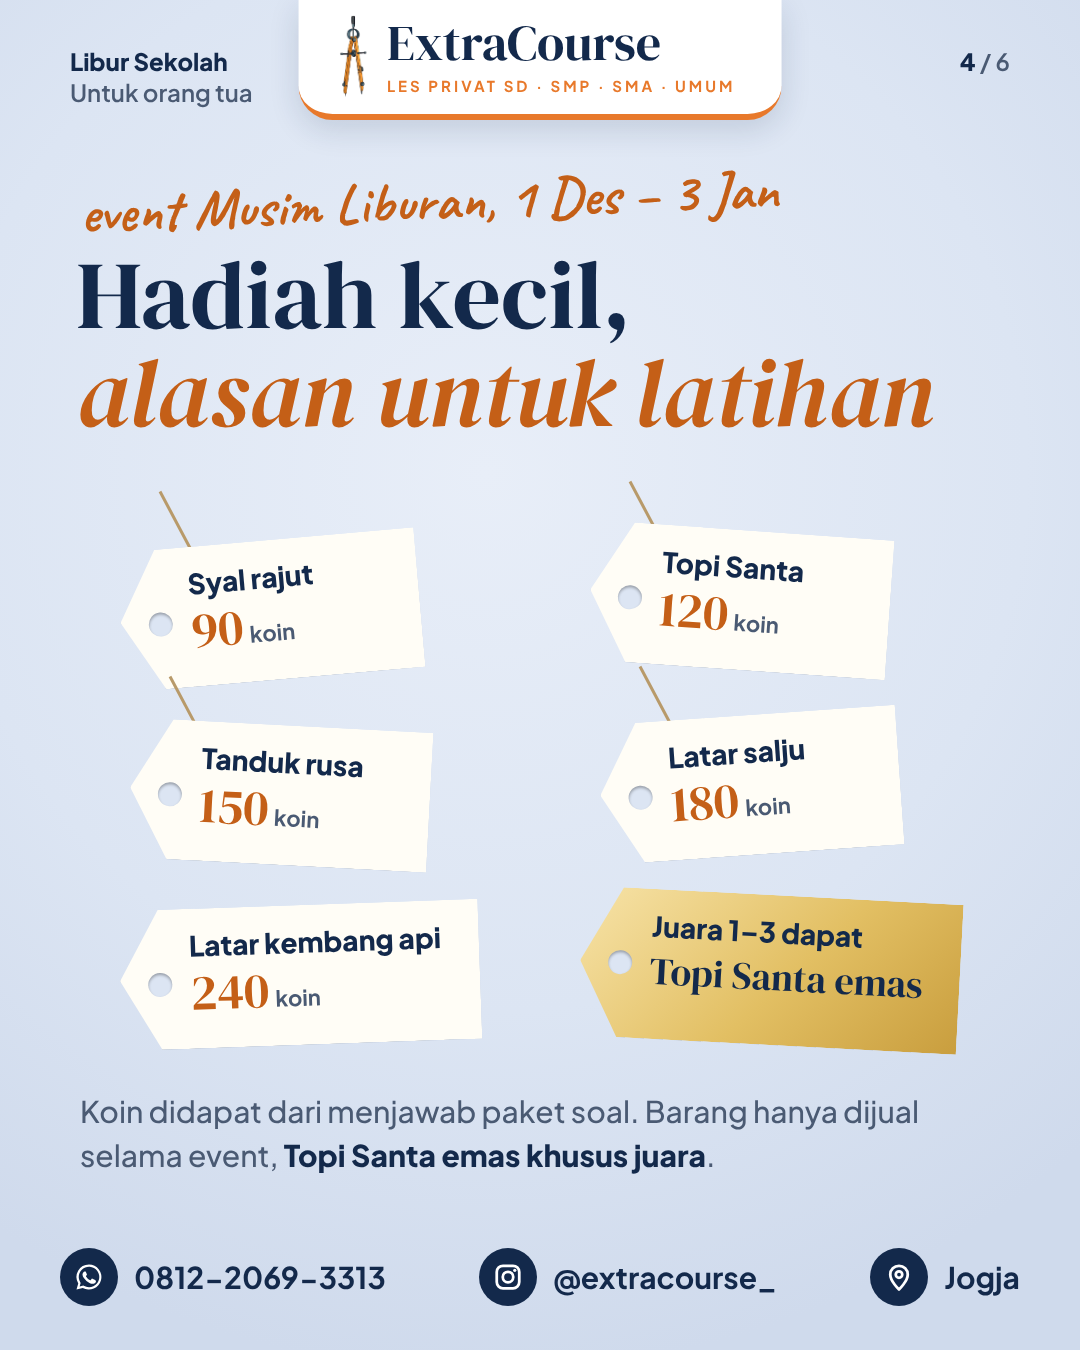 Libur Sekolah
Untuk orang tua
ExtraCourse
LES PRIVAT SD · SMP · SMA · UMUM
4 / 6
event Musim Liburan, 1 Des – 3 Jan
Hadiah kecil,
alasan untuk latihan
Syal rajut
90 koin
Topi Santa
120 koin
Tanduk rusa
150 koin
Latar salju
180 koin
Latar kembang api
240 koin
Juara 1–3 dapat
Topi Santa emas
Koin didapat dari menjawab paket soal. Barang hanya dijual
selama event, Topi Santa emas khusus juara.
0812-2069-3313
@extracourse_
Jogja